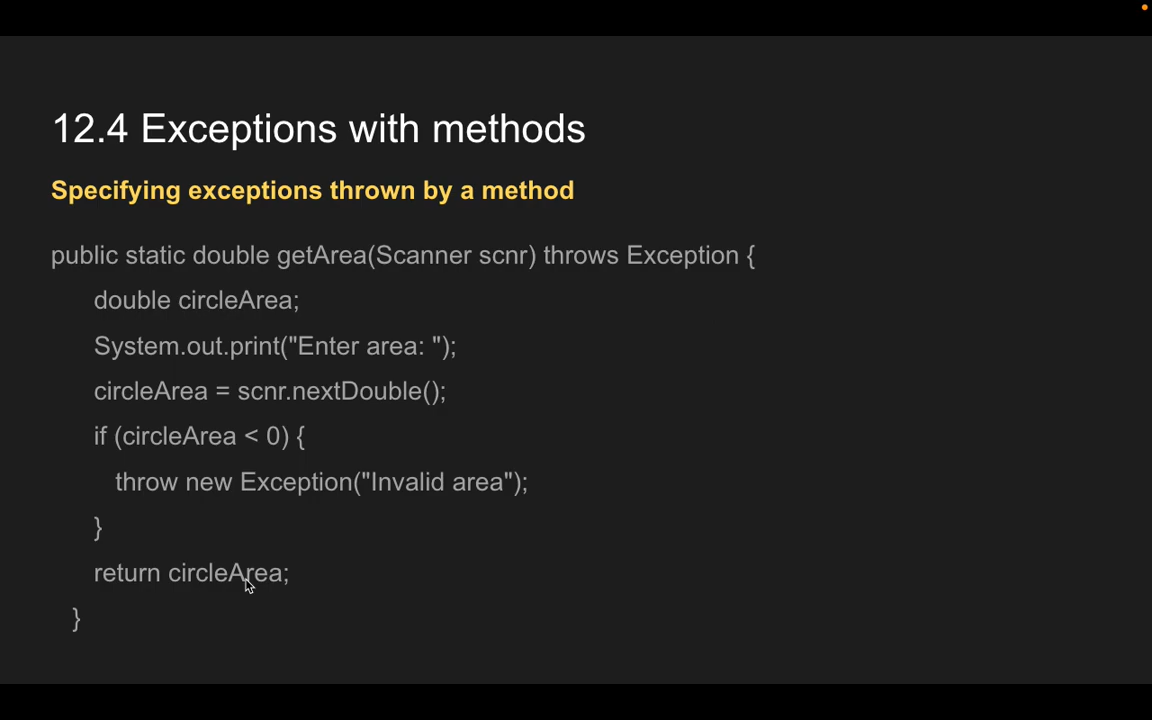 12.4 Exceptions with methods
Specifying exceptions thrown by a method
public static double getArea(Scanner scnr) throws Exception {
double circleArea;
System.out.print("Enter area: ");
circleArea = scnr.nextDouble();
if (circleArea < 0) {
throw new Exception("Invalid area");
}
return circleArea;
}